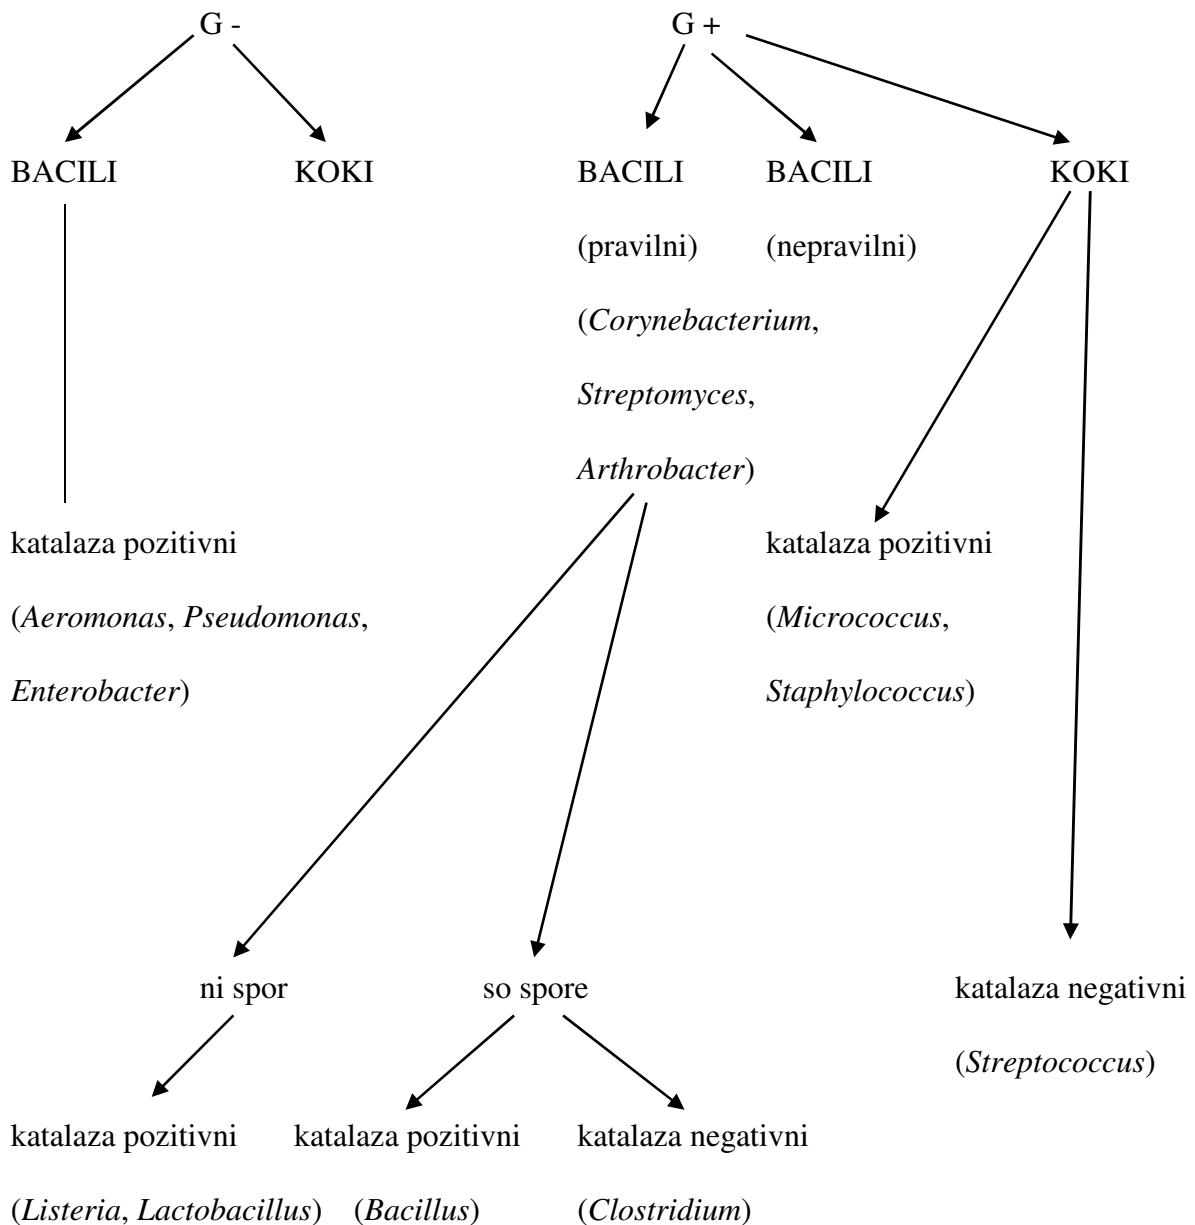 G - G +
BACILI KOKI BACILI BACILI KOKI
(pravilni) (nepravilni)
(Corynebacterium,
Streptomyces,
Arthrobacter)
katalaza pozitivni katalaza pozitivni
(Aeromonas, Pseudomonas, (Micrococcus,
Enterobacter) Staphylococcus)
ni spor so spore katalaza negativni
(Streptococcus)
katalaza pozitivni katalaza pozitivni katalaza negativni
(Listeria, Lactobacillus) (Bacillus) (Clostridium)